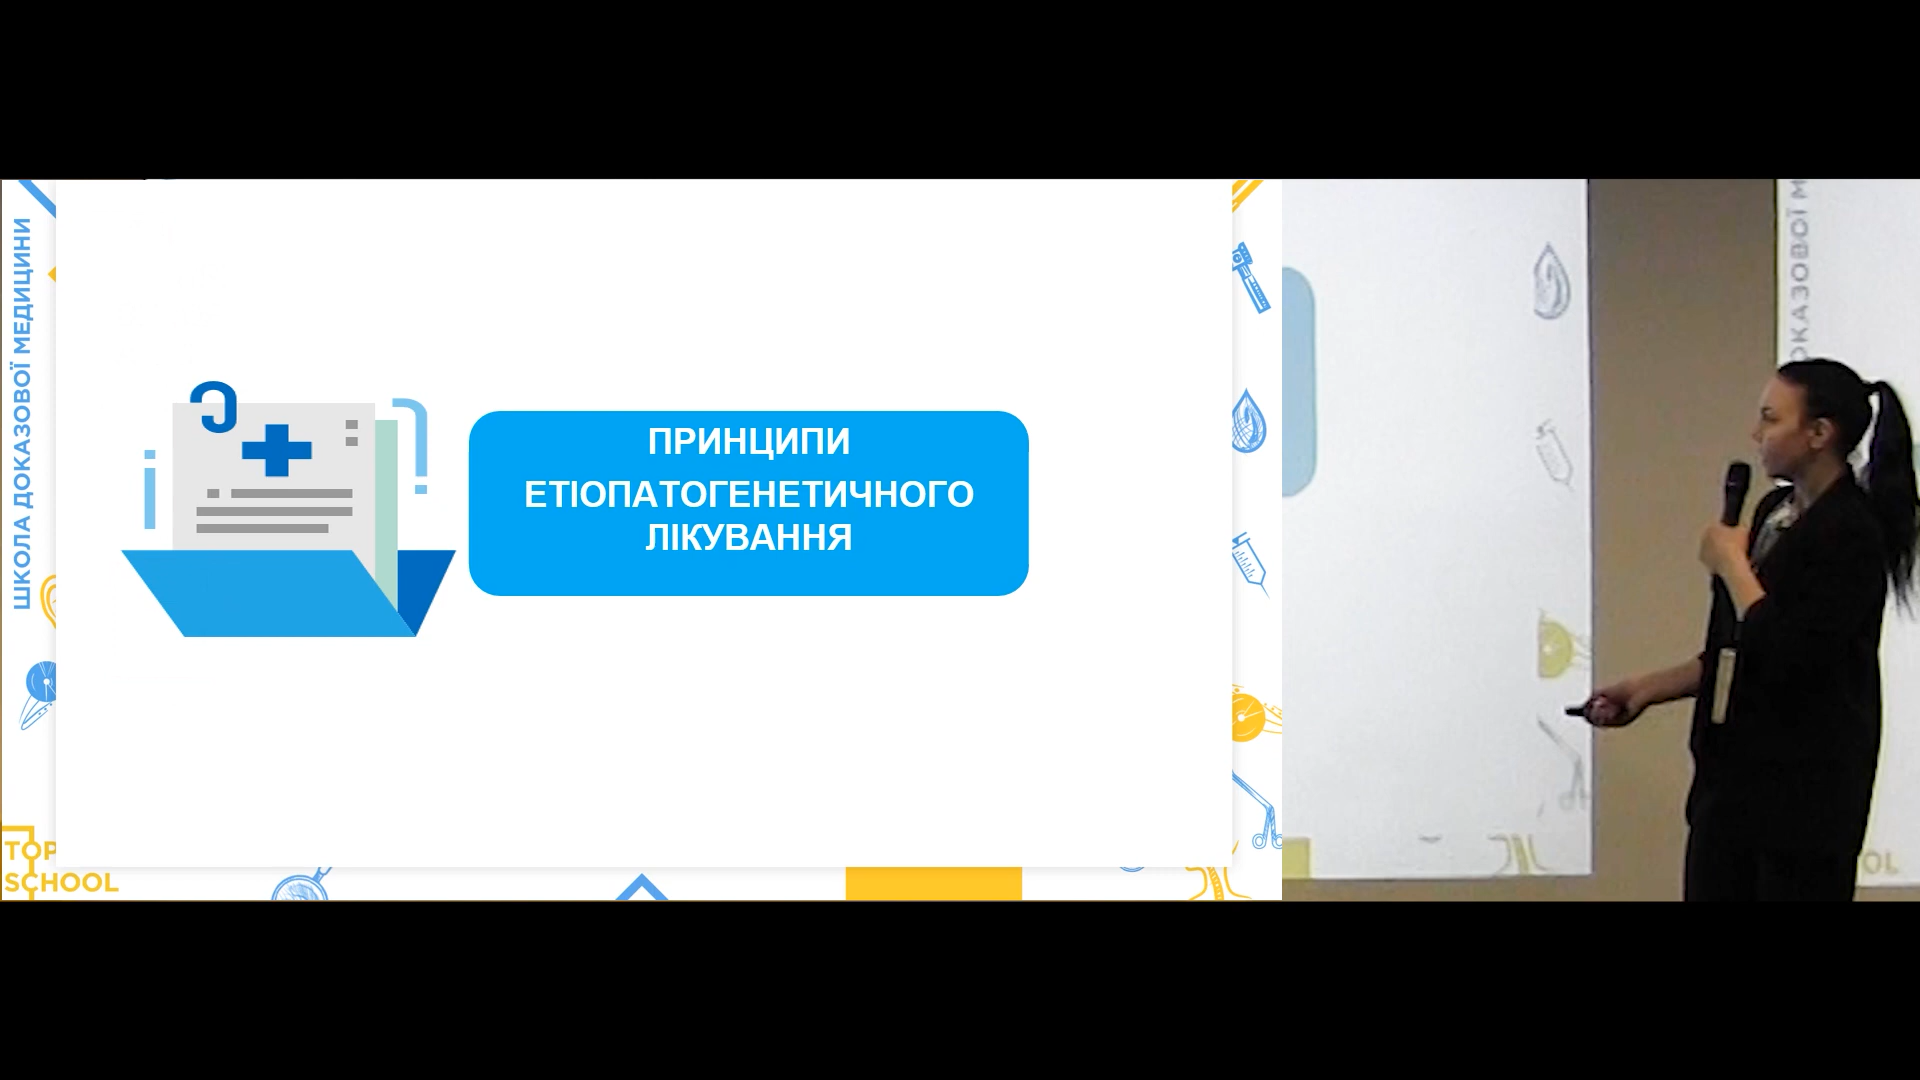 ШКОЛА ДОКАЗОВОЇ МЕДИЦИНИ
ПРИНЦИПИ
ЕТІОПАТОГЕНЕТИЧНОГО
ЛІКУВАННЯ
TOP
SCHOOL